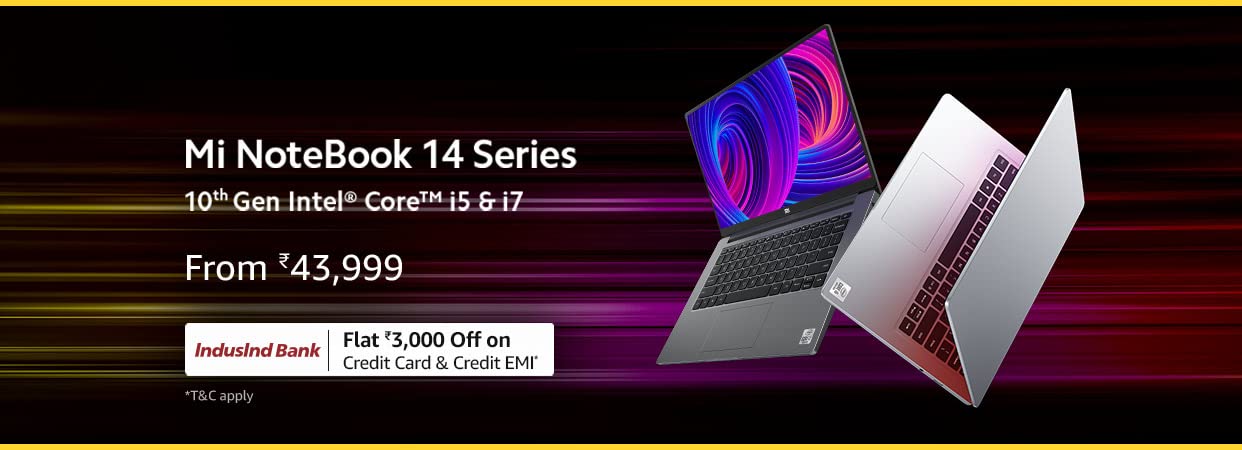 Mi NoteBook 14 Series
10th Gen Intel® Core™ i5 & i7
From ₹43,999
IndusInd Bank
Flat ₹3,000 Off on
Credit Card & Credit EMI*
*T&C apply